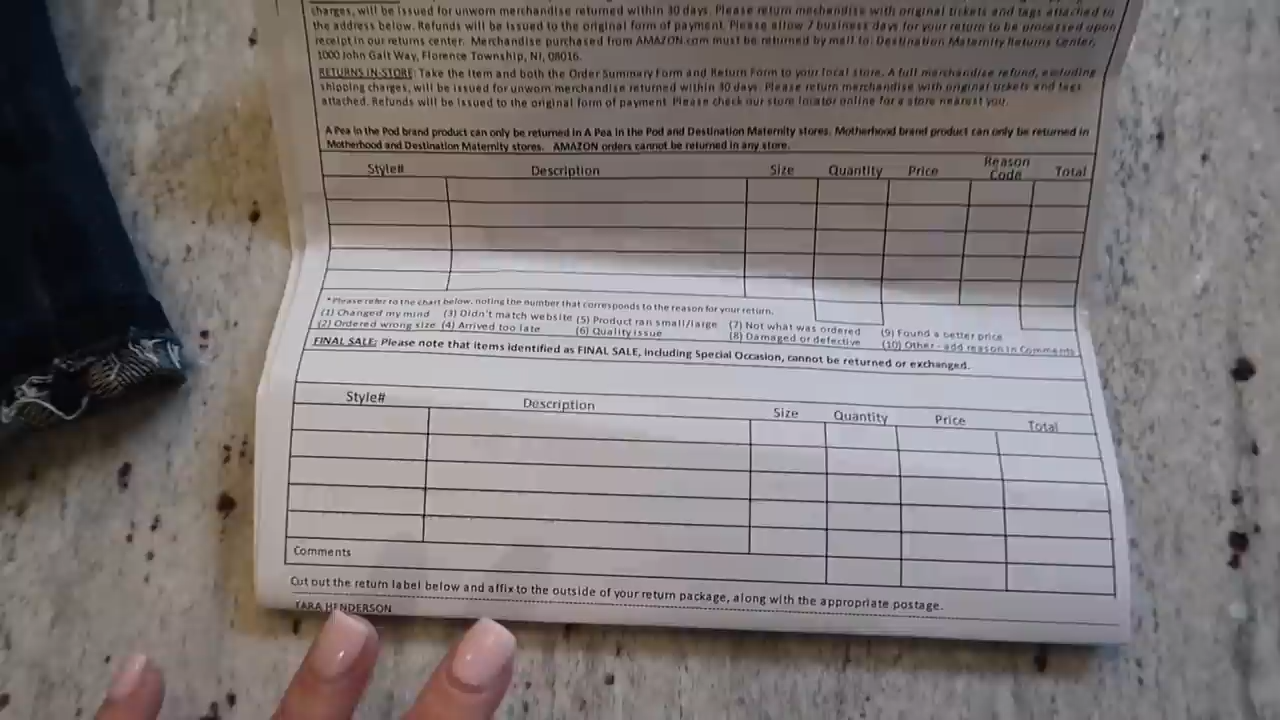 charges, will be issued for unworn merchandise returned within 30 days. Please return mechandise with original tickets and tags attached to
the address below. Refunds will be issued to the original form of payment. Please allow 7 business days for your return to be processed upon
receipt in our returns center. Merchandise purchased from AMAZON.com must be returned by mail to: Destination Maternity Returns Center,
1000 John Galt Way, Florence Township, NJ, 08016.
RETURNS IN-STORE: Take the item and both the Order Summary Form and Return Form to your local store. A full merchandise refund, excluding
shipping charges, will be issued for unworn merchandise returned within 30 days. Please return merchandise with original tickets and tags
attached. Refunds will be issued to the original form of payment. Please check our store locator online for a store nearest you.
A Pea in the Pod brand product can only be returned in A Pea in the Pod and Destination Maternity stores. Motherhood brand product can only be returned in
Motherhood and Destination Maternity stores. AMAZON orders cannot be returned in any store.
Style# Description Size Quantity Price Reason Code Total
*Please refer to the chart below, noting the number that corresponds to the reason for your return.
(1) Changed my mind (3) Didn't match website (5) Product ran small/large (7) Not what was ordered (9) Found a better price
(2) Ordered wrong size (4) Arrived too late (6) Quality issue (8) Damaged or defective (10) Other - add reason in Comments
FINAL SALE: Please note that items identified as FINAL SALE, including Special Occasion, cannot be returned or exchanged.
Style# Description Size Quantity Price Total
Comments
Cut out the return label below and affix to the outside of your return package, along with the appropriate postage.
TARA HENDERSON